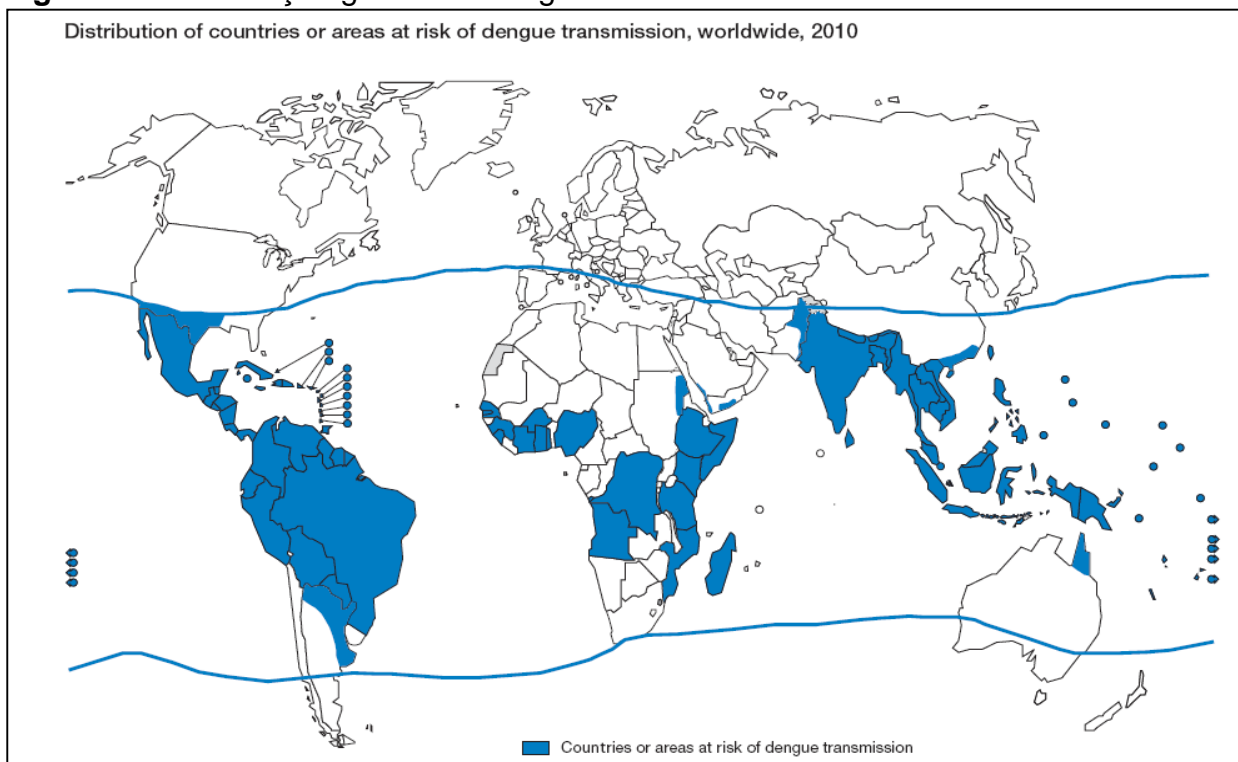 Distribution of countries or areas at risk of dengue transmission, worldwide, 2010
Countries or areas at risk of dengue transmission